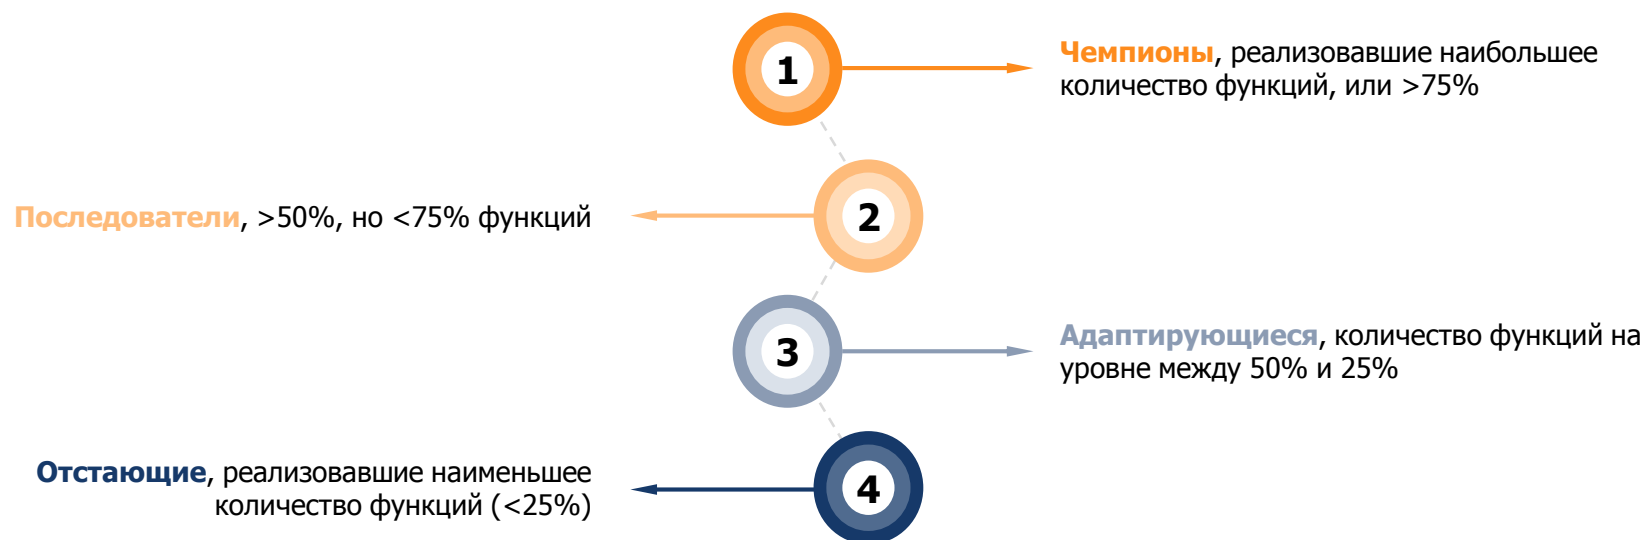 1
Чемпионы, реализовавшие наибольшее
количество функций, или >75%
Последователи, >50%, но <75% функций
2
3
Адаптирующиеся, количество функций на
уровне между 50% и 25%
Отстающие, реализовавшие наименьшее
количество функций (<25%)
4